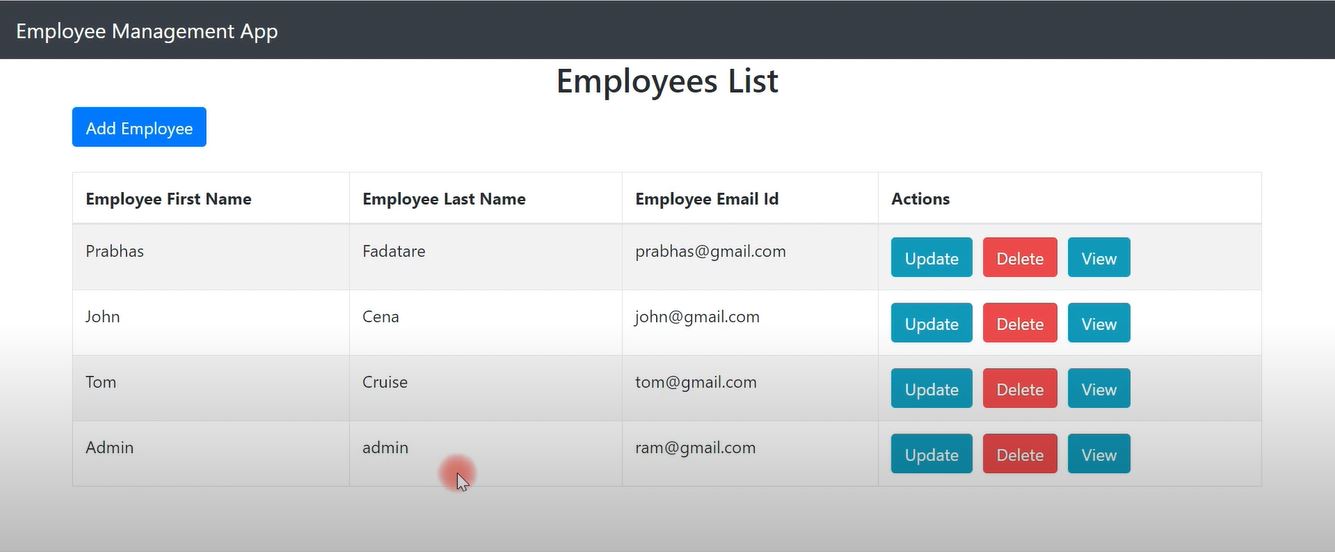 Employee Management App
Employees List
Add Employee
Employee First Name Employee Last Name Employee Email Id Actions
Prabhas Fadatare prabhas@gmail.com Update Delete View
John Cena john@gmail.com Update Delete View
Tom Cruise tom@gmail.com Update Delete View
Admin admin ram@gmail.com Update Delete View